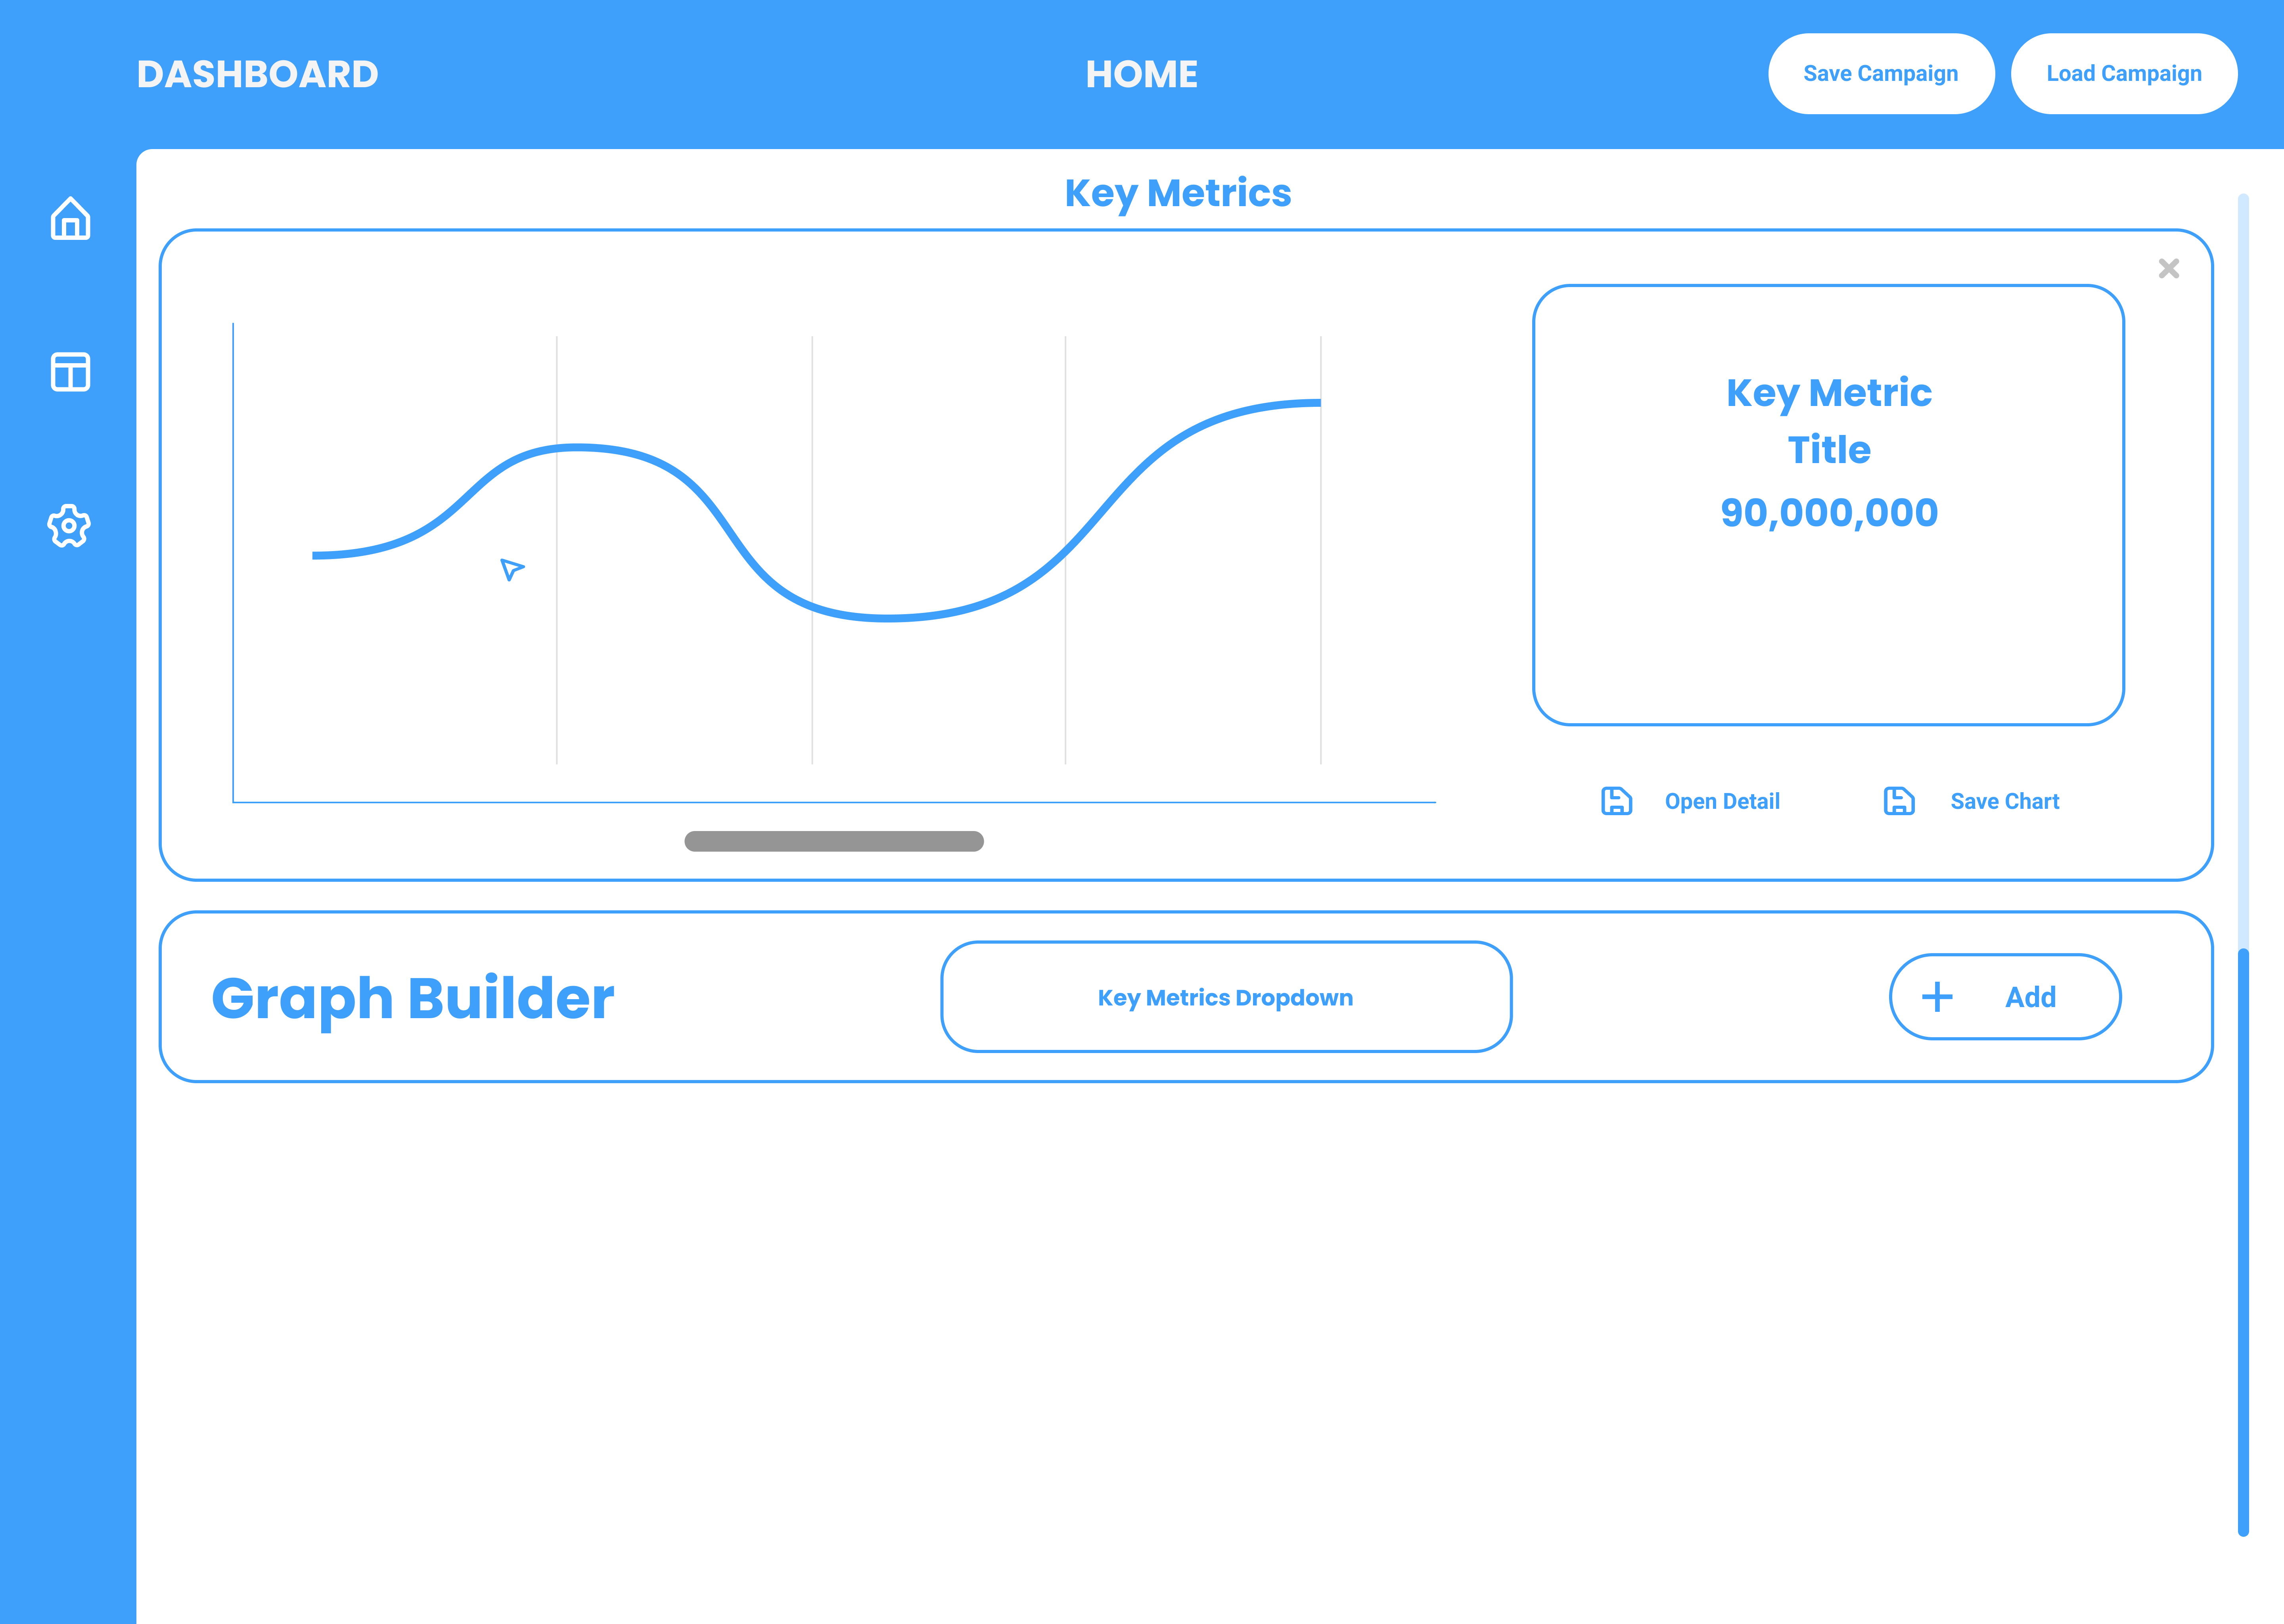 DASHBOARD
HOME
Save Campaign
Load Campaign
Key Metrics
Key Metric
Title
90,000,000
Open Detail
Save Chart
Graph Builder
Key Metrics Dropdown
Add